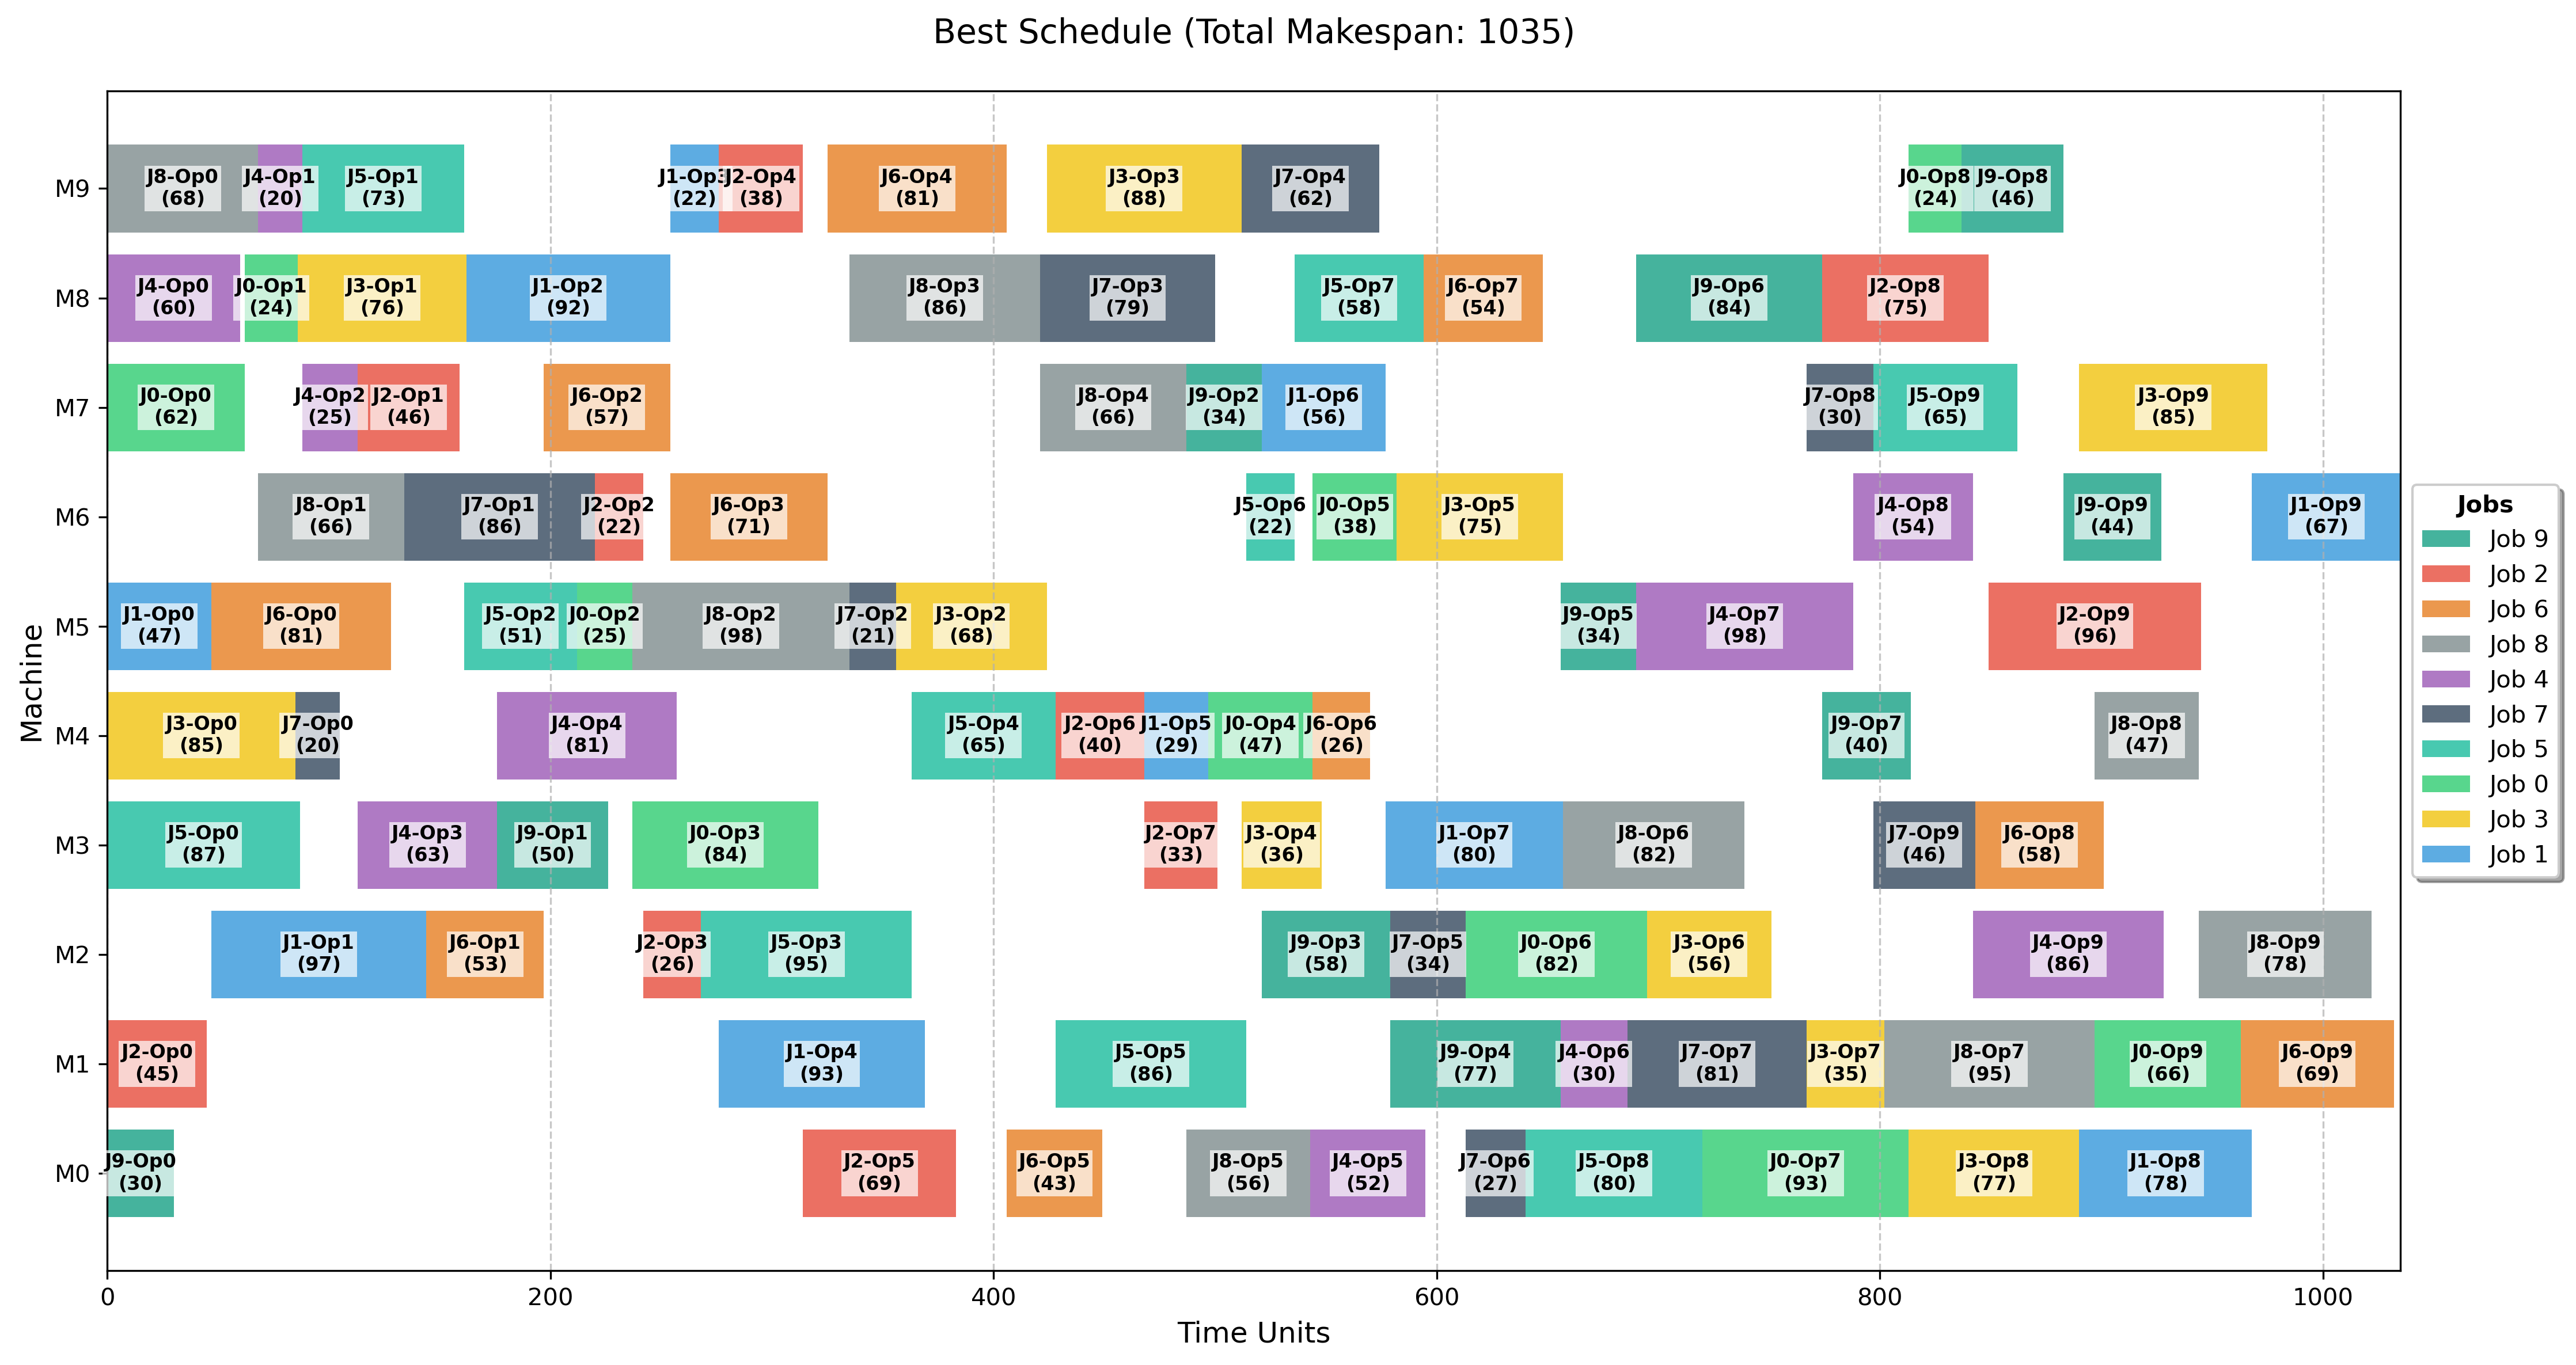 Best Schedule (Total Makespan: 1035)
M9
J8-Op0
(68)
J4-Op1
(20)
J5-Op1
(73)
J1-Op3
(22)
J2-Op4
(38)
J6-Op4
(81)
J3-Op3
(88)
J7-Op4
(62)
J0-Op8
(24)
J9-Op8
(46)
M8
J4-Op0
(60)
J0-Op1
(24)
J3-Op1
(76)
J1-Op2
(92)
J8-Op3
(86)
J7-Op3
(79)
J5-Op7
(58)
J6-Op7
(54)
J9-Op6
(84)
J2-Op8
(75)
M7
J0-Op0
(62)
J4-Op2
(25)
J2-Op1
(46)
J6-Op2
(57)
J8-Op4
(66)
J9-Op2
(34)
J1-Op6
(56)
J7-Op8
(30)
J5-Op9
(65)
J3-Op9
(85)
M6
J8-Op1
(66)
J7-Op1
(86)
J2-Op2
(22)
J6-Op3
(71)
J5-Op6
(22)
J0-Op5
(38)
J3-Op5
(75)
J4-Op8
(54)
J9-Op9
(44)
J1-Op9
(67)
M5
J1-Op0
(47)
J6-Op0
(81)
J5-Op2
(51)
J0-Op2
(25)
J8-Op2
(98)
J7-Op2
(21)
J3-Op2
(68)
J9-Op5
(34)
J4-Op7
(98)
J2-Op9
(96)
M4
J3-Op0
(85)
J7-Op0
(20)
J4-Op4
(81)
J5-Op4
(65)
J2-Op6
(40)
J1-Op5
(29)
J0-Op4
(47)
J6-Op6
(26)
J9-Op7
(40)
J8-Op8
(47)
M3
J5-Op0
(87)
J4-Op3
(63)
J9-Op1
(50)
J0-Op3
(84)
J2-Op7
(33)
J3-Op4
(36)
J1-Op7
(80)
J8-Op6
(82)
J7-Op9
(46)
J6-Op8
(58)
M2
J1-Op1
(97)
J6-Op1
(53)
J2-Op3
(26)
J5-Op3
(95)
J9-Op3
(58)
J7-Op5
(34)
J0-Op6
(82)
J3-Op6
(56)
J4-Op9
(86)
J8-Op9
(78)
M1
J2-Op0
(45)
J1-Op4
(93)
J5-Op5
(86)
J9-Op4
(77)
J4-Op6
(30)
J7-Op7
(81)
J3-Op7
(35)
J8-Op7
(95)
J0-Op9
(66)
J6-Op9
(69)
M0
J9-Op0
(30)
J2-Op5
(69)
J6-Op5
(43)
J8-Op5
(56)
J4-Op5
(52)
J7-Op6
(27)
J5-Op8
(80)
J0-Op7
(93)
J3-Op8
(77)
J1-Op8
(78)
Machine
0
200
400
600
800
1000
Time Units
Jobs
Job 9
Job 2
Job 6
Job 8
Job 4
Job 7
Job 5
Job 0
Job 3
Job 1